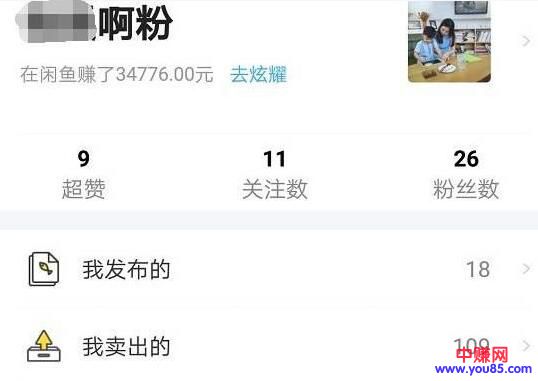 啊粉
在闲鱼赚了34776.00元 去炫耀
9 11 26
超赞 关注数 粉丝数
我发布的 18
我卖出的 109
中赚网
www.you85.com